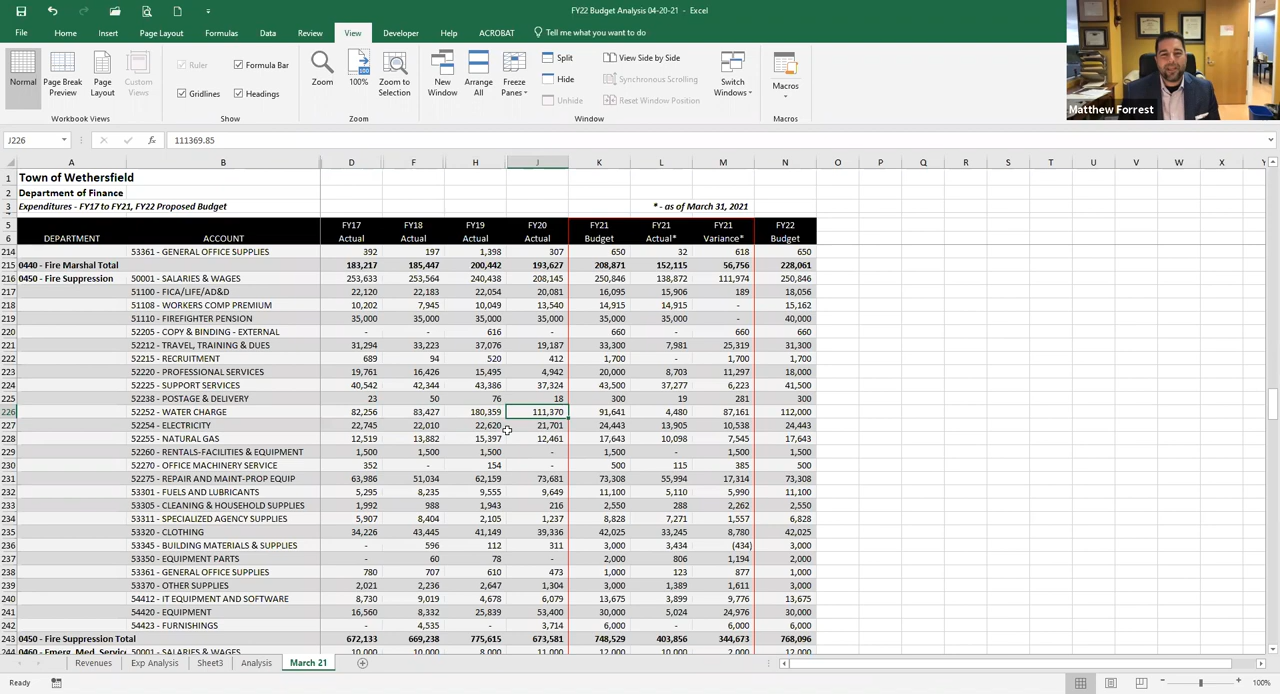 FY22 Budget Analysis 04-20-21 - Excel
File Home Insert Page Layout Formulas Data Review View Developer Help ACROBAT Tell me what you want to do
Normal Page Break Preview Page Layout Custom Views
Ruler Formula Bar
Gridlines Headings
Zoom 100% Zoom to Selection
New Window Arrange All Freeze Panes
Split
Hide
Unhide
View Side by Side
Synchronous Scrolling
Reset Window Position
Switch Windows
Macros
Workbook Views Show Zoom Window Macros
Matthew Forrest
J226 fx 111369.85
A B D F H J K L M N O P Q R S T U V W X Y
1 Town of Wethersfield
2 Department of Finance
3 Expenditures - FY17 to FY21, FY22 Proposed Budget * - as of March 31, 2021
5 FY17 FY18 FY19 FY20 FY21 FY21 FY21 FY22
6 DEPARTMENT ACCOUNT Actual Actual Actual Actual Budget Actual* Variance* Budget
214 53361 - GENERAL OFFICE SUPPLIES 392 197 1,398 307 650 32 618 650
215 0440 - Fire Marshal Total 183,217 185,447 200,442 193,627 208,871 152,115 56,756 228,061
216 0450 - Fire Suppression 50001 - SALARIES & WAGES 253,633 253,564 240,438 208,145 250,846 138,872 111,974 250,846
217 51100 - FICA/LIFE/AD&D 22,120 22,183 22,054 20,081 16,095 15,906 189 18,056
218 51108 - WORKERS COMP PREMIUM 10,202 7,945 10,049 13,540 14,915 14,915 - 15,162
219 51110 - FIREFIGHTER PENSION 35,000 35,000 35,000 35,000 35,000 35,000 - 40,000
220 52205 - COPY & BINDING - EXTERNAL - - 616 - 660 - 660 660
221 52212 - TRAVEL, TRAINING & DUES 31,294 33,223 37,076 19,187 33,300 7,981 25,319 31,300
222 52215 - RECRUITMENT 689 94 520 412 1,700 - 1,700 1,700
223 52220 - PROFESSIONAL SERVICES 19,761 16,426 15,495 4,942 20,000 8,703 11,297 18,000
224 52225 - SUPPORT SERVICES 40,542 42,344 43,386 37,324 43,500 37,277 6,223 41,500
225 52238 - POSTAGE & DELIVERY 23 50 76 18 300 19 281 300
226 52252 - WATER CHARGE 82,256 83,427 180,359 111,370 91,641 4,480 87,161 112,000
227 52254 - ELECTRICITY 22,745 22,010 22,620 21,701 24,443 13,905 10,538 24,443
228 52255 - NATURAL GAS 12,519 13,882 15,397 12,461 17,643 10,098 7,545 17,643
229 52260 - RENTALS-FACILITIES & EQUIPMENT 1,500 1,500 1,500 - 1,500 - 1,500 1,500
230 52270 - OFFICE MACHINERY SERVICE 352 - 154 - 500 115 385 500
231 52275 - REPAIR AND MAINT-PROP EQUIP 63,986 51,034 62,159 73,681 73,308 55,994 17,314 73,308
232 53301 - FUELS AND LUBRICANTS 5,295 8,235 9,555 9,649 11,100 5,110 5,990 11,100
233 53305 - CLEANING & HOUSEHOLD SUPPLIES 1,992 988 1,943 216 2,550 288 2,262 2,550
234 53311 - SPECIALIZED AGENCY SUPPLIES 5,907 8,404 2,105 1,237 8,828 7,271 1,557 6,828
235 53320 - CLOTHING 34,226 43,445 41,149 39,336 42,025 33,245 8,780 42,025
236 53345 - BUILDING MATERIALS & SUPPLIES - 596 112 311 3,000 3,434 (434) 3,000
237 53350 - EQUIPMENT PARTS - 60 78 - 2,000 806 1,194 2,000
238 53361 - GENERAL OFFICE SUPPLIES 780 707 610 473 1,000 123 877 1,000
239 53370 - OTHER SUPPLIES 2,021 2,236 2,647 1,304 3,000 1,389 1,611 3,000
240 54412 - IT EQUIPMENT AND SOFTWARE 8,730 9,019 4,678 6,079 13,675 3,899 9,776 13,675
241 54420 - EQUIPMENT 16,560 8,332 25,839 53,400 30,000 5,024 24,976 30,000
242 54423 - FURNISHINGS - 4,535 - 3,714 6,000 - 6,000 6,000
243 0450 - Fire Suppression Total 672,133 669,238 775,615 673,581 748,529 403,856 344,673 768,096
244 0460 - Emerg. Med. Service 50001 - SALARIES & WAGES 10,000 10,000 8,000 11,000 12,000 10,000 2,000 12,000
Revenues Exp Analysis Sheet3 Analysis March 21
Ready 100%